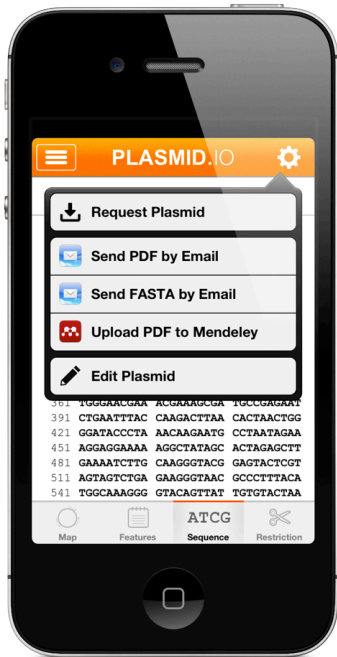 PLASMID.IO
Request Plasmid
Send PDF by Email
Send FASTA by Email
Upload PDF to Mendeley
Edit Plasmid
361 TGGGAACGAA ACGAAAGCGA TGCCGAGAAT
391 CTGAATTTAC CAAGACTTAA CACTAACTGG
421 GGATACCCTA AACAAGAATG CCTAATAGAA
451 AGGAGGAAAA AGGCTATAGC ACTAGAGCTT
481 GAAAATCTTG CAAGGGTACG GAGTACTCGT
511 AGTAGTCTGA GAAGGGTAAC GCCCTTTACA
541 TGGCAAAGGG GTACAGTTAT TGTGTACTAA
ATCG
Map Features Sequence Restriction